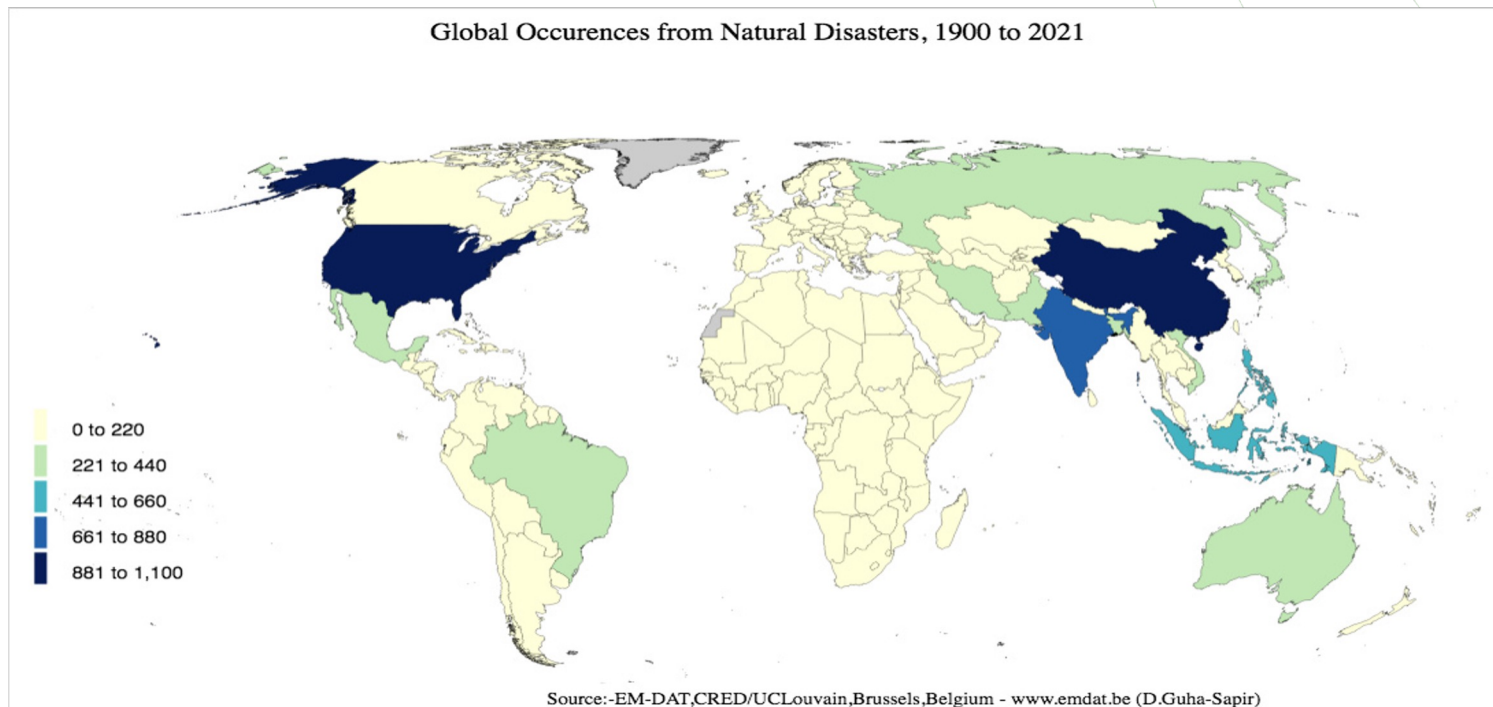 Global Occurences from Natural Disasters, 1900 to 2021
0 to 220
221 to 440
441 to 660
661 to 880
881 to 1,100
Source:-EM-DAT,CRED/UCLouvain,Brussels,Belgium - www.emdat.be (D.Guha-Sapir)